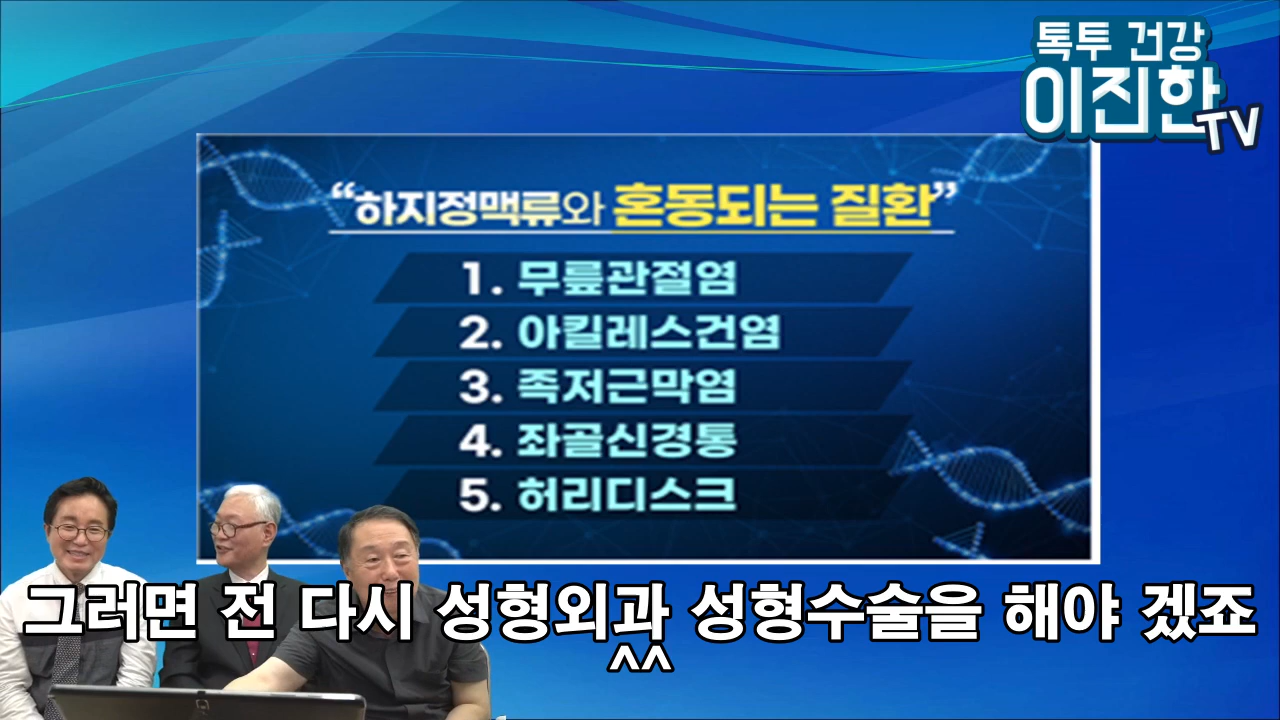 톡투 건강
이진한TV
“하지정맥류와 혼동되는 질환”
1. 무릎관절염
2. 아킬레스건염
3. 족저근막염
4. 좌골신경통
5. 허리디스크
그러면 전 다시 성형외과 성형수술을 해야 겠죠
^^